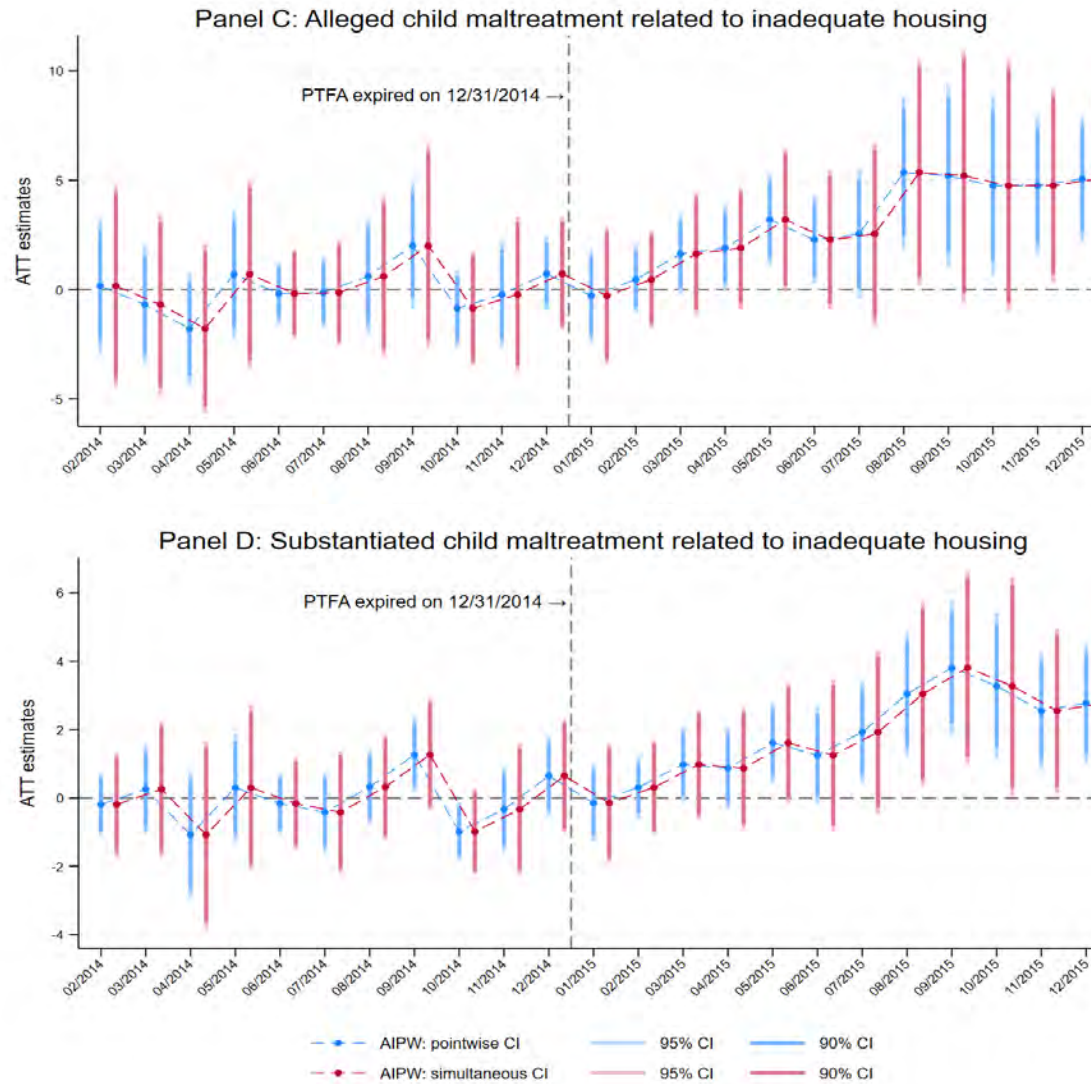 Panel C: Alleged child maltreatment related to inadequate housing
10
PTFA expired on 12/31/2014 →
5
ATT estimates
0
-5
02/2014 03/2014 04/2014 05/2014 06/2014 07/2014 08/2014 09/2014 10/2014 11/2014 12/2014 01/2015 02/2015 03/2015 04/2015 05/2015 06/2015 07/2015 08/2015 09/2015 10/2015 11/2015 12/2015
Panel D: Substantiated child maltreatment related to inadequate housing
6
PTFA expired on 12/31/2014 →
4
ATT estimates
2
0
-2
-4
02/2014 03/2014 04/2014 05/2014 06/2014 07/2014 08/2014 09/2014 10/2014 11/2014 12/2014 01/2015 02/2015 03/2015 04/2015 05/2015 06/2015 07/2015 08/2015 09/2015 10/2015 11/2015 12/2015
AIPW: pointwise CI 95% CI 90% CI
AIPW: simultaneous CI 95% CI 90% CI